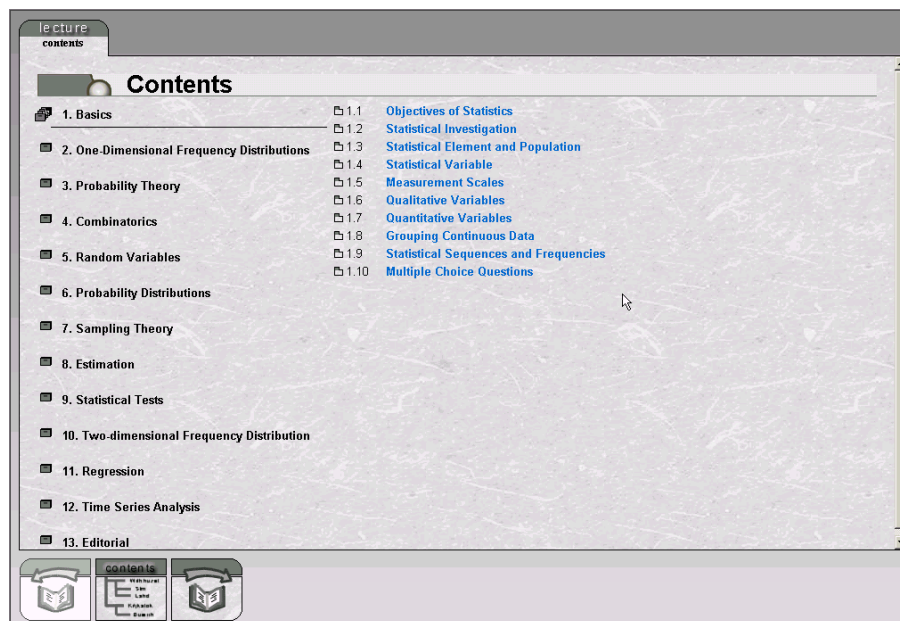 lecture
contents
Contents
1. Basics
2. One-Dimensional Frequency Distributions
3. Probability Theory
4. Combinatorics
5. Random Variables
6. Probability Distributions
7. Sampling Theory
8. Estimation
9. Statistical Tests
10. Two-dimensional Frequency Distribution
11. Regression
12. Time Series Analysis
13. Editorial
1.1 Objectives of Statistics
1.2 Statistical Investigation
1.3 Statistical Element and Population
1.4 Statistical Variable
1.5 Measurement Scales
1.6 Qualitative Variables
1.7 Quantitative Variables
1.8 Grouping Continuous Data
1.9 Statistical Sequences and Frequencies
1.10 Multiple Choice Questions
contents